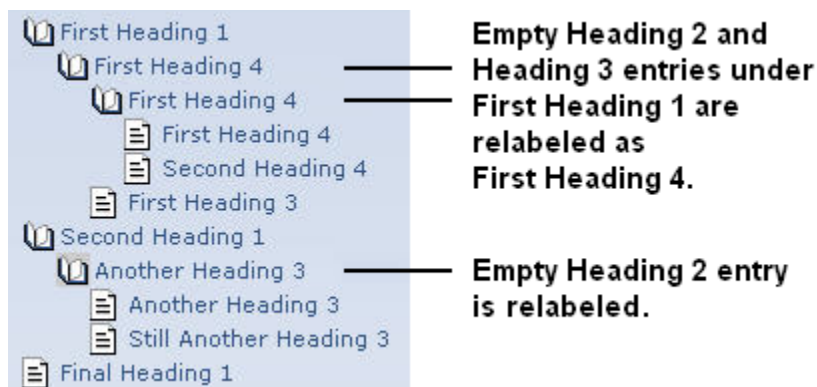 First Heading 1
First Heading 4
First Heading 4
First Heading 4
Second Heading 4
First Heading 3
Second Heading 1
Another Heading 3
Another Heading 3
Still Another Heading 3
Final Heading 1
Empty Heading 2 and
Heading 3 entries under
First Heading 1 are
relabeled as
First Heading 4.
Empty Heading 2 entry
is relabeled.